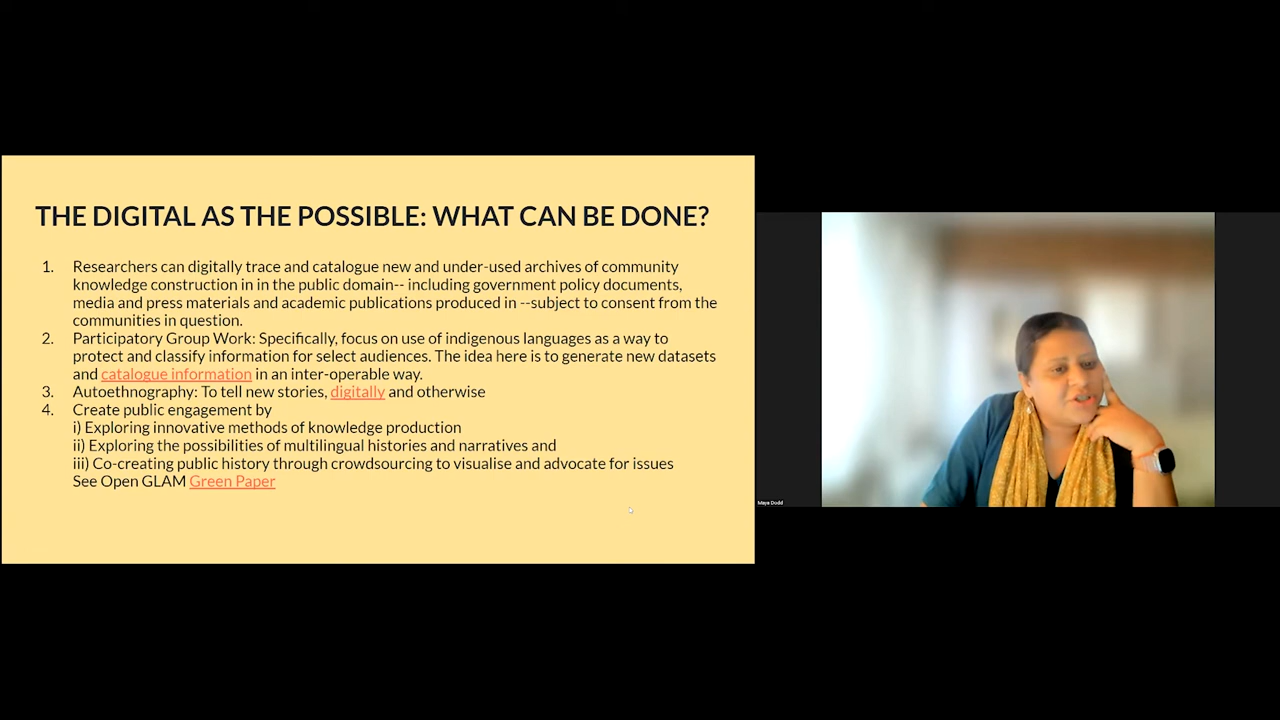 THE DIGITAL AS THE POSSIBLE: WHAT CAN BE DONE?
1. Researchers can digitally trace and catalogue new and under-used archives of community
knowledge construction in in the public domain-- including government policy documents,
media and press materials and academic publications produced in --subject to consent from the
communities in question.
2. Participatory Group Work: Specifically, focus on use of indigenous languages as a way to
protect and classify information for select audiences. The idea here is to generate new datasets
and catalogue information in an inter-operable way.
3. Autoethnography: To tell new stories, digitally and otherwise
4. Create public engagement by
i) Exploring innovative methods of knowledge production
ii) Exploring the possibilities of multilingual histories and narratives and
iii) Co-creating public history through crowdsourcing to visualise and advocate for issues
See Open GLAM Green Paper
Maya Dodd